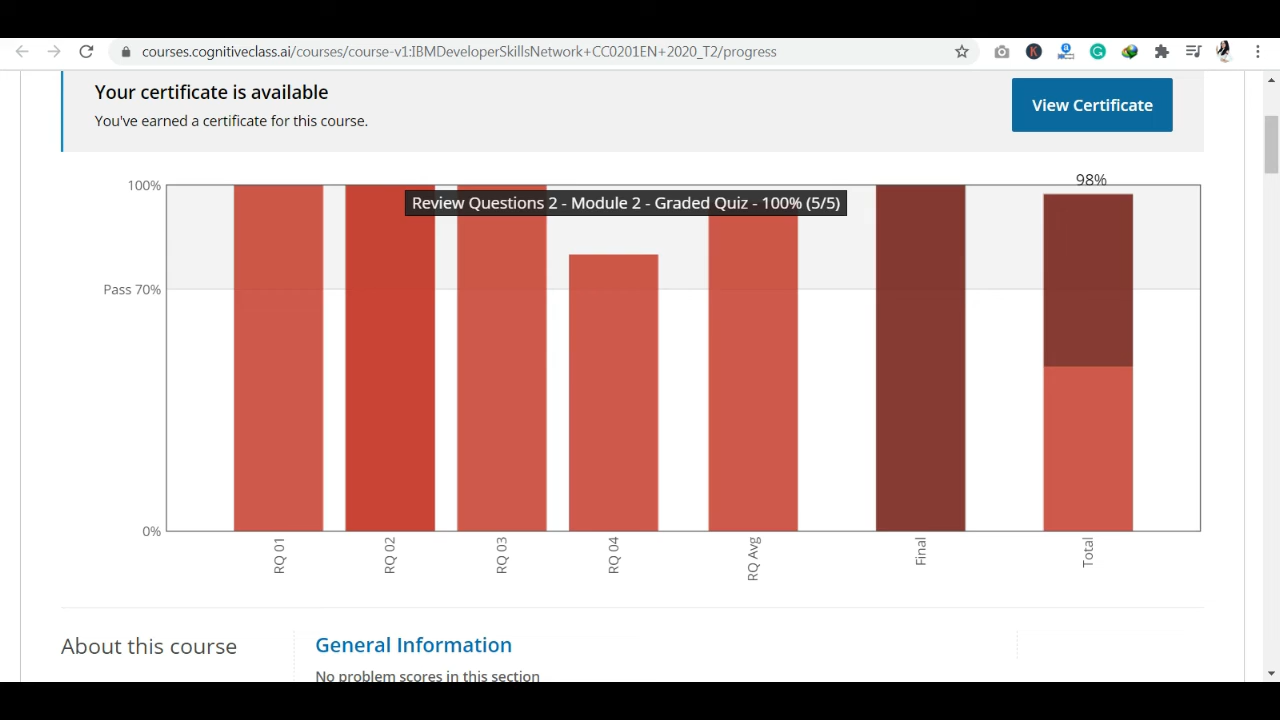 courses.cognitiveclass.ai/courses/course-v1:IBMDeveloperSkillsNetwork+CC0201EN+2020_T2/progress
Your certificate is available
You've earned a certificate for this course.
View Certificate
98%
100%
Review Questions 2 - Module 2 - Graded Quiz - 100% (5/5)
Pass 70%
0%
RQ 01
RQ 02
RQ 03
RQ 04
RQ Avg
Final
Total
About this course
General Information
No problem scores in this section